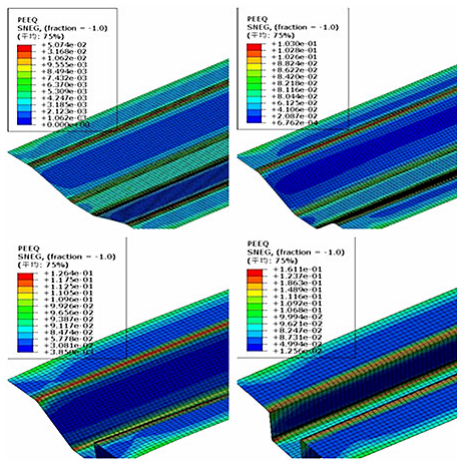 PEEQ
SNEG, (fraction = -1.0)
(平均: 75%)
+5.074e-02
+3.168e-02
+1.062e-02
+9.555e-03
+8.494e-03
+7.432e-03
+6.370e-03
+5.309e-03
+4.247e-03
+3.185e-03
+2.123e-03
+1.062e-03
+0.000e+00
PEEQ
SNEG, (fraction = -1.0)
(平均: 75%)
+1.030e-01
+1.028e-01
+1.026e-01
+8.824e-02
+8.622e-02
+8.420e-02
+8.218e-02
+8.116e-02
+8.044e-02
+6.125e-02
+4.106e-02
+2.087e-02
+6.762e-04
PEEQ
SNEG, (fraction = -1.0)
(平均: 75%)
+1.264e-01
+1.175e-01
+1.125e-01
+1.105e-01
+1.096e-01
+9.926e-02
+9.656e-02
+9.387e-02
+9.117e-02
+8.474e-02
+5.778e-02
+3.081e-02
PEEQ
SNEG, (fraction = -1.0)
(平均: 75%)
+1.611e-01
+1.237e-01
+1.863e-01
+1.489e-01
+1.116e-01
+1.092e-01
+1.068e-01
+9.994e-02
+9.621e-02
+8.247e-02
+8.731e-02
+4.994e-02
+1.256e-02